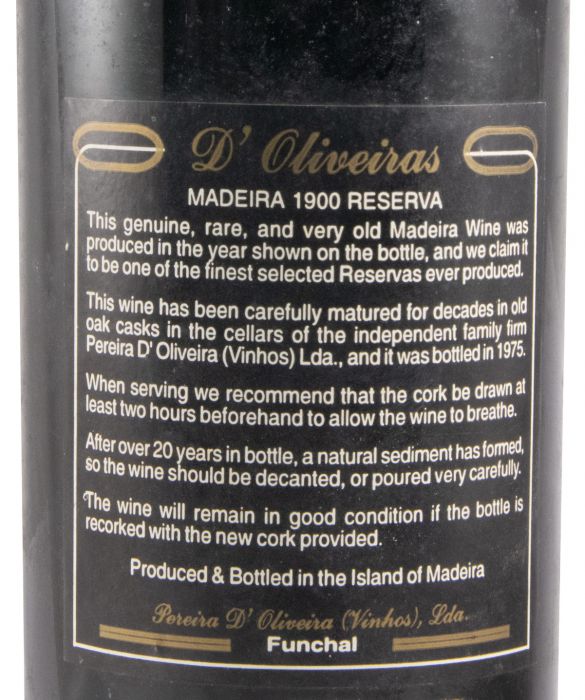 D' Oliveiras
MADEIRA 1900 RESERVA
This genuine, rare, and very old Madeira Wine was
produced in the year shown on the bottle, and we claim it
to be one of the finest selected Reservas ever produced.
This wine has been carefully matured for decades in old
oak casks in the cellars of the independent family firm
Pereira D' Oliveira (Vinhos) Lda., and it was bottled in 1975.
When serving we recommend that the cork be drawn at
least two hours beforehand to allow the wine to breathe.
After over 20 years in bottle, a natural sediment has formed,
so the wine should be decanted, or poured very carefully.
The wine will remain in good condition if the bottle is
recorked with the new cork provided.
Produced & Bottled in the Island of Madeira
Pereira D' Oliveira (Vinhos), Lda.
Funchal